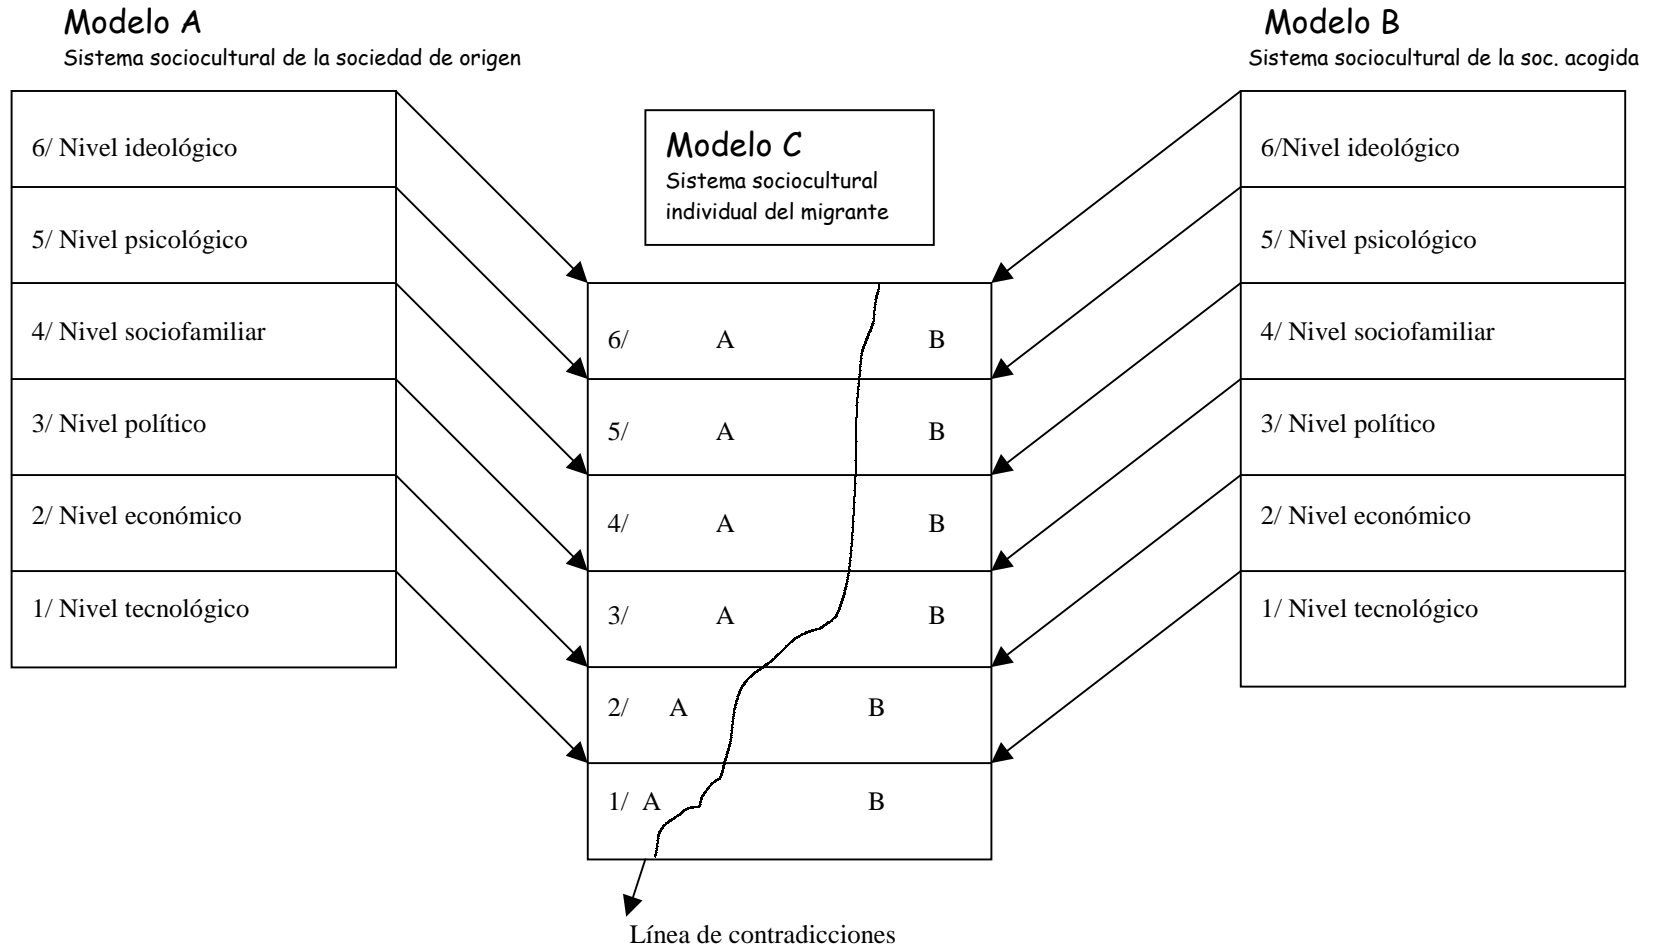 Modelo A
Sistema sociocultural de la sociedad de origen
6/ Nivel ideológico
5/ Nivel psicológico
4/ Nivel sociofamiliar
3/ Nivel político
2/ Nivel económico
1/ Nivel tecnológico
Modelo C
Sistema sociocultural
individual del migrante
6/ A B
5/ A B
4/ A B
3/ A B
2/ A B
1/ A B
Línea de contradicciones
Modelo B
Sistema sociocultural de la soc. acogida
6/Nivel ideológico
5/ Nivel psicológico
4/ Nivel sociofamiliar
3/ Nivel político
2/ Nivel económico
1/ Nivel tecnológico